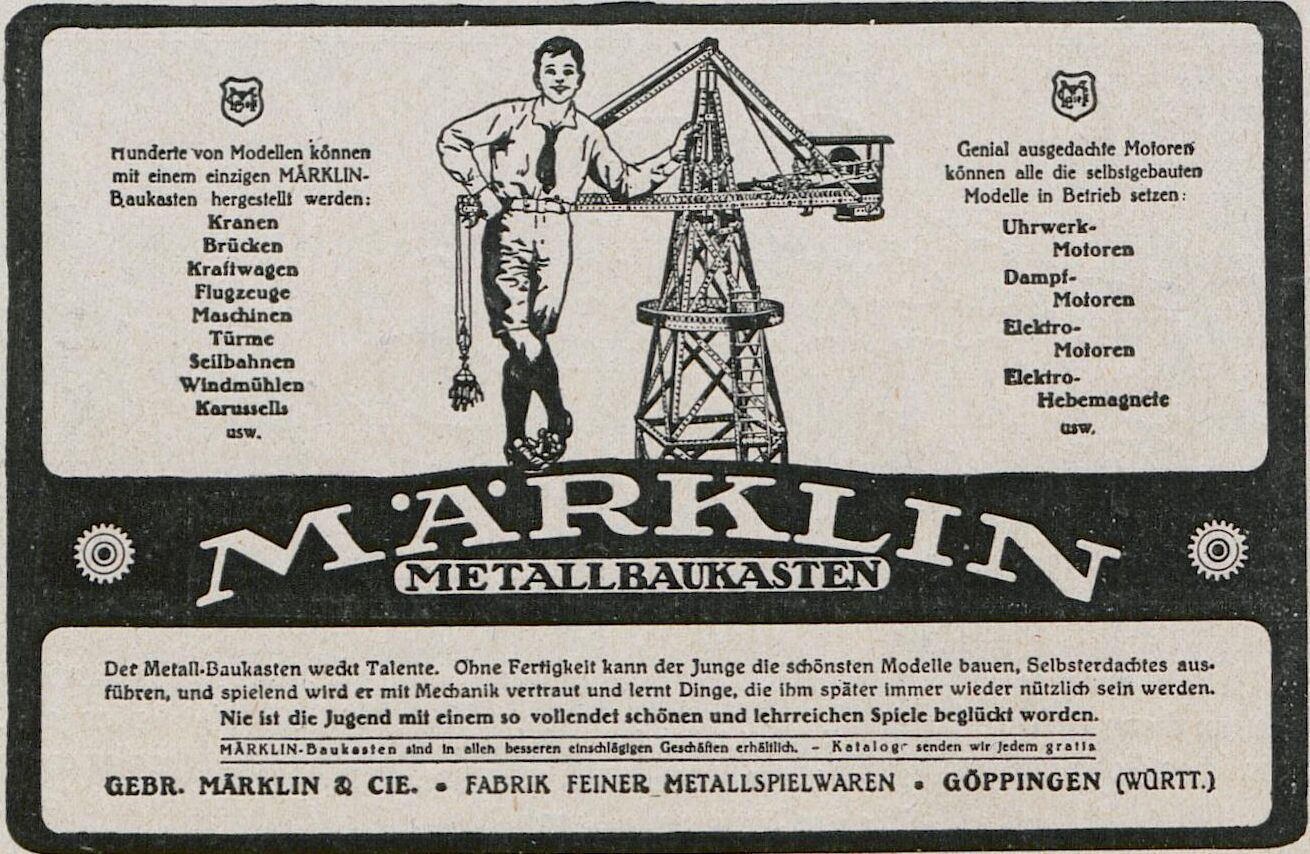 Hunderte von Modellen können
mit einem einzigen MÄRKLIN-
Baukasten hergestellt werden:
Kranen
Brücken
Kraftwagen
Flugzeuge
Maschinen
Türme
Seilbahnen
Windmühlen
Karussells
usw.
Genial ausgedachte Motoren
können alle die selbstgebauten
Modelle in Betrieb setzen:
Uhrwerk-
Motoren
Dampf-
Motoren
Elektro-
Motoren
Elektro-
Hebemagnete
usw.
MÄRKLIN
METALLBAUKASTEN
Der Metall-Baukasten weckt Talente. Ohne Fertigkeit kann der Junge die schönsten Modelle bauen, Selbsterdachtes aus-
führen, und spielend wird er mit Mechanik vertraut und lernt Dinge, die ihm später immer wieder nützlich sein werden.
Nie ist die Jugend mit einem so vollendet schönen und lehrreichen Spiele beglückt worden.
MÄRKLIN-Baukasten sind in allen besseren einschlägigen Geschäften erhältlich. - Kataloge senden wir jedem gratis
GEBR. MÄRKLIN & CIE. • FABRIK FEINER METALLSPIELWAREN • GÖPPINGEN (WÜRTT.)